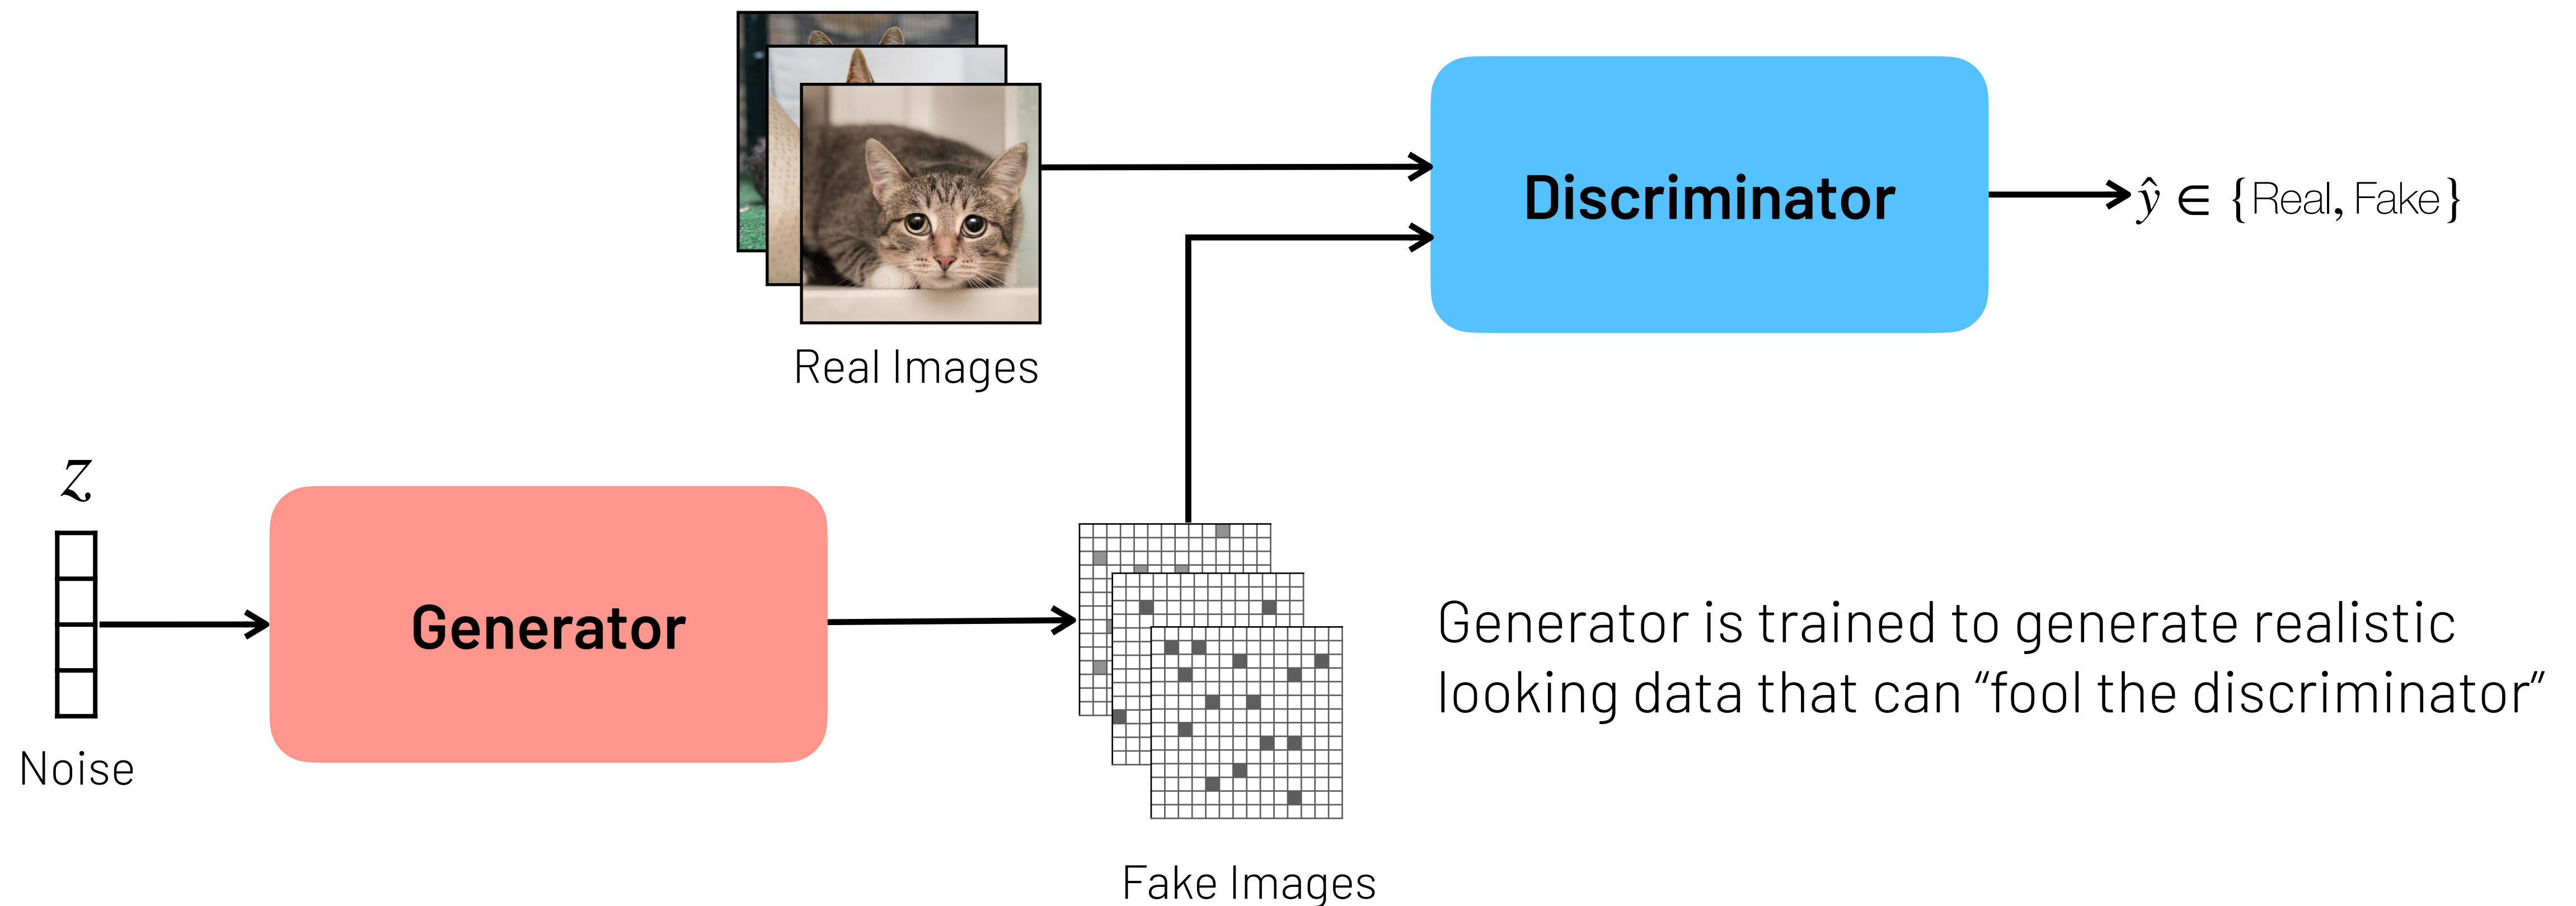 Discriminator
ŷ ∈ {Real, Fake}
Real Images
z
Generator
Noise
Generator is trained to generate realistic
looking data that can “fool the discriminator”
Fake Images